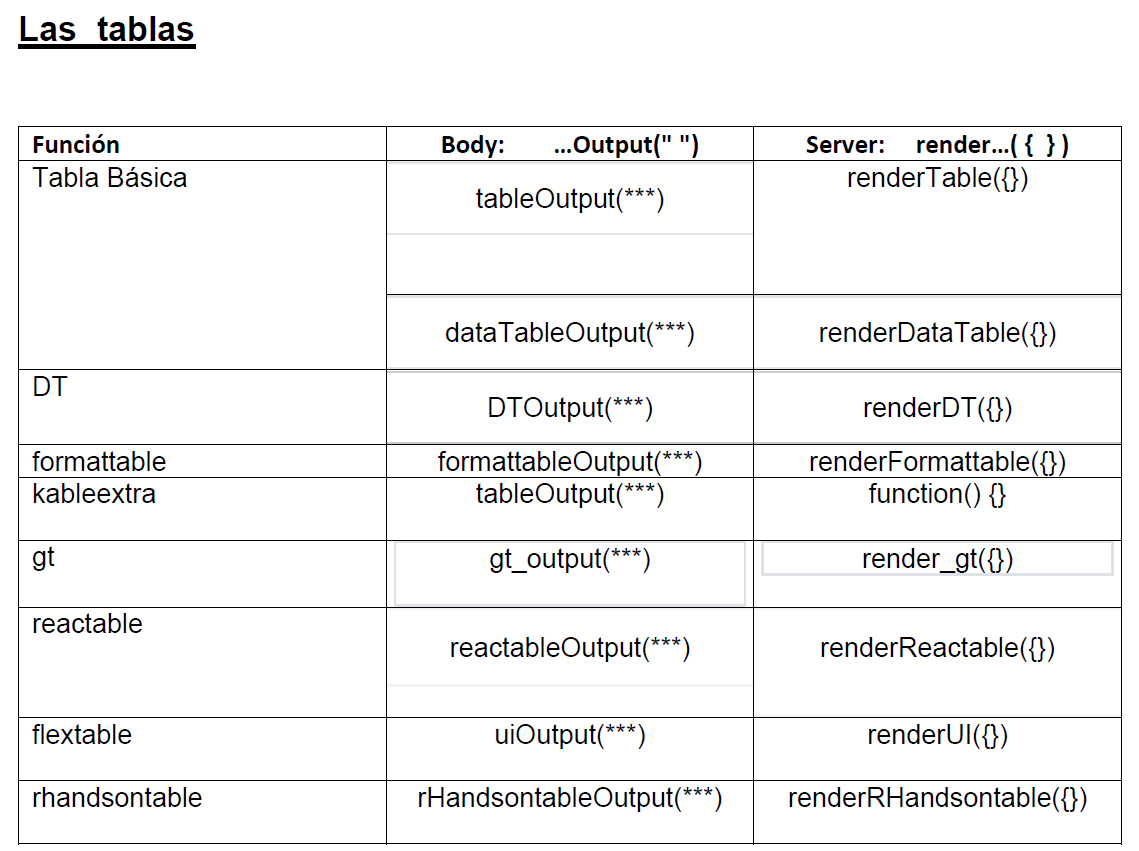 Las tablas
Función Body: ...Output(" ") Server: render...( { } )
Tabla Básica tableOutput(***) renderTable({})
dataTableOutput(***) renderDataTable({})
DT DTOutput(***) renderDT({})
formattable formattableOutput(***) renderFormattable({})
kableextra tableOutput(***) function() {}
gt gt_output(***) render_gt({})
reactable reactableOutput(***) renderReactable({})
flextable uiOutput(***) renderUI({})
rhandsontable rHandsontableOutput(***) renderRHandsontable({})